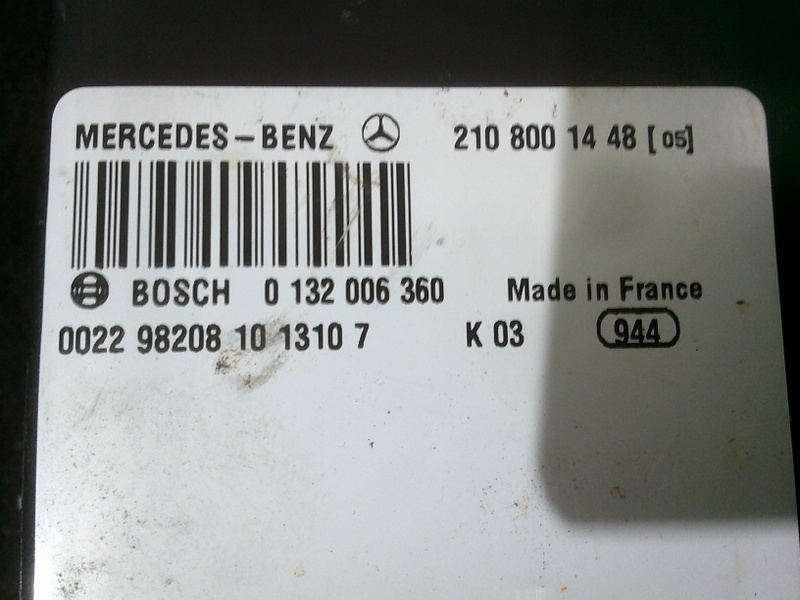 MERCEDES-BENZ 210 800 14 48 [05]
BOSCH 0 132 006 360 Made in France
0022 98208 10 1310 7 K 03 944